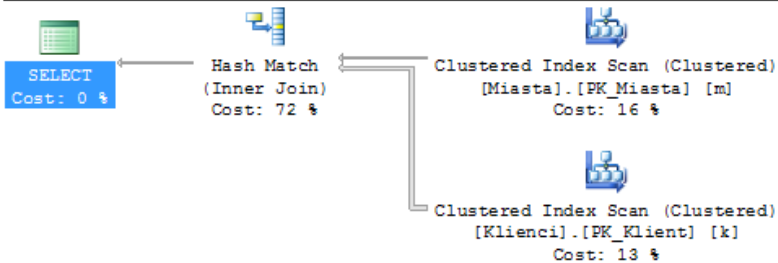 SELECT
Cost: 0 %
Hash Match
(Inner Join)
Cost: 72 %
Clustered Index Scan (Clustered)
[Miasta].[PK_Miasta] [m]
Cost: 16 %
Clustered Index Scan (Clustered)
[Klienci].[PK_Klient] [k]
Cost: 13 %